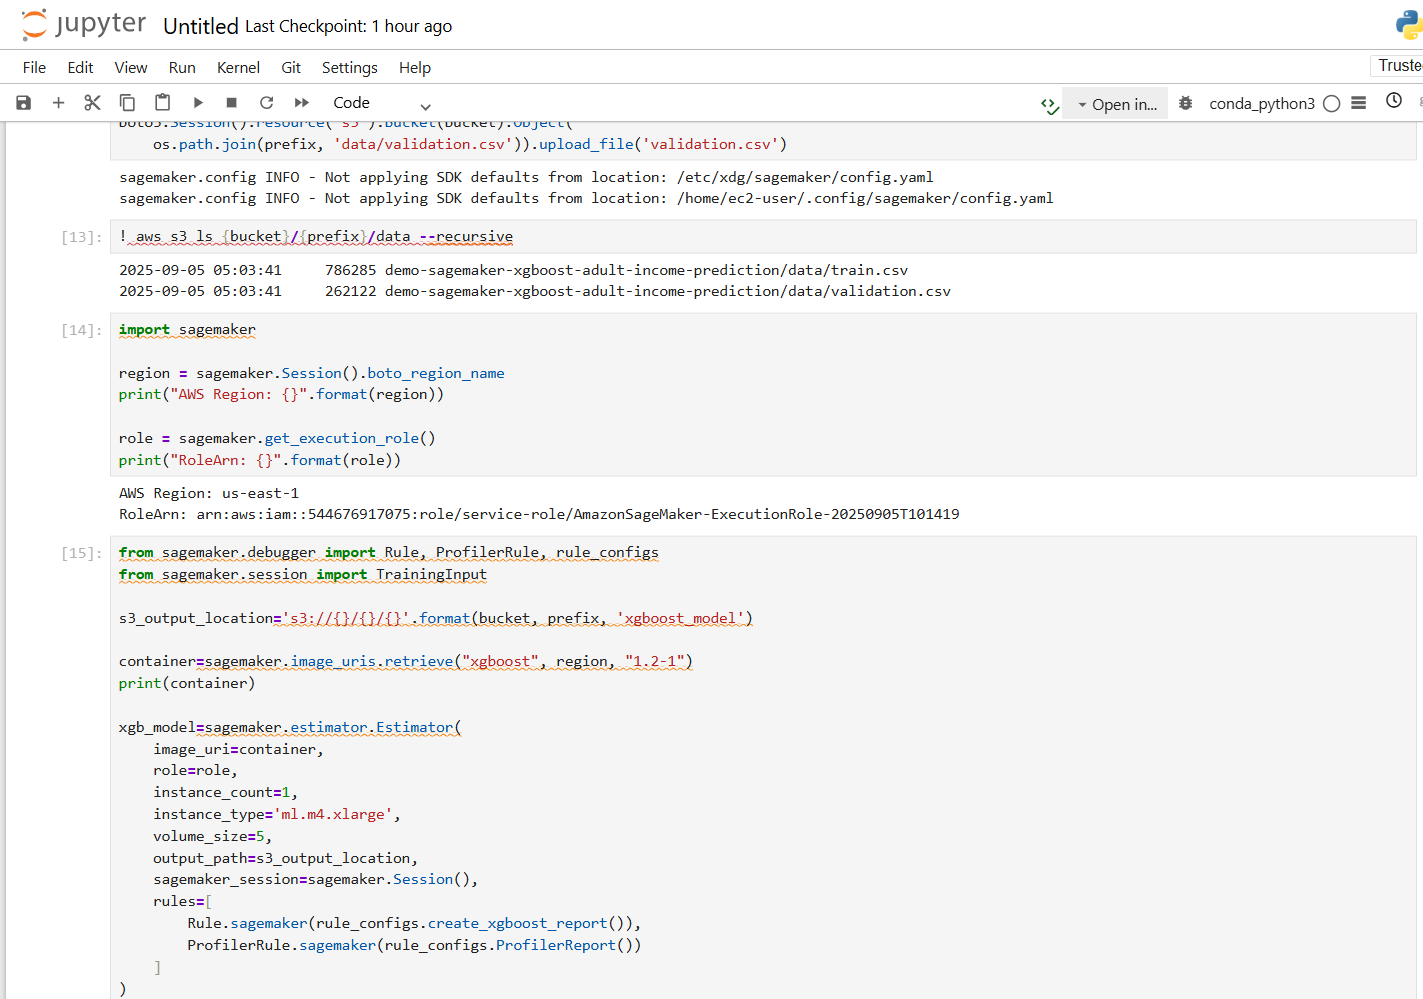 jupyter Untitled Last Checkpoint: 1 hour ago
File Edit View Run Kernel Git Settings Help
Truste
Code
Open in...
conda_python3
boto3.Session().resource('s3').Bucket(bucket).Object(
os.path.join(prefix, 'data/validation.csv')).upload_file('validation.csv')
sagemaker.config INFO - Not applying SDK defaults from location: /etc/xdg/sagemaker/config.yaml
sagemaker.config INFO - Not applying SDK defaults from location: /home/ec2-user/.config/sagemaker/config.yaml
[13]: ! aws s3 ls {bucket}/{prefix}/data --recursive
2025-09-05 05:03:41     786285 demo-sagemaker-xgboost-adult-income-prediction/data/train.csv
2025-09-05 05:03:41     262122 demo-sagemaker-xgboost-adult-income-prediction/data/validation.csv
[14]: import sagemaker
region = sagemaker.Session().boto_region_name
print("AWS Region: {}".format(region))
role = sagemaker.get_execution_role()
print("RoleArn: {}".format(role))
AWS Region: us-east-1
RoleArn: arn:aws:iam::544676917075:role/service-role/AmazonSageMaker-ExecutionRole-20250905T101419
[15]: from sagemaker.debugger import Rule, ProfilerRule, rule_configs
from sagemaker.session import TrainingInput
s3_output_location='s3://{}/{}/{}'.format(bucket, prefix, 'xgboost_model')
container=sagemaker.image_uris.retrieve("xgboost", region, "1.2-1")
print(container)
xgb_model=sagemaker.estimator.Estimator(
image_uri=container,
role=role,
instance_count=1,
instance_type='ml.m4.xlarge',
volume_size=5,
output_path=s3_output_location,
sagemaker_session=sagemaker.Session(),
rules=[
Rule.sagemaker(rule_configs.create_xgboost_report()),
ProfilerRule.sagemaker(rule_configs.ProfilerReport())
]
)